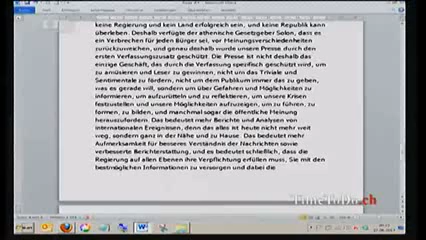 keine Regierung und kein Land erfolgreich sein, und keine Republik kann
überleben. Deshalb verfügte der athenische Gesetzgeber Solon, dass es
ein Verbrechen für jeden Bürger sei, vor Meinungsverschiedenheiten
zurückzuweichen, und genau deshalb wurde unsere Presse durch den
ersten Verfassungszusatz geschützt. Die Presse ist nicht deshalb das
einzige Geschäft, das durch die Verfassung spezifisch geschützt wird, um
zu amüsieren und Leser zu gewinnen, nicht um das Triviale und
Sentimentale zu fördern, nicht um dem Publikum immer das zu geben,
was es gerade will, sondern um über Gefahren und Möglichkeiten zu
informieren, um aufzurütteln und zu reflektieren, um unsere Krisen
festzustellen und unsere Möglichkeiten aufzuzeigen, um zu führen, zu
formen, zu bilden, und manchmal sogar die öffentliche Meinung
herauszufordern. Das bedeutet mehr Berichte und Analysen von
internationalen Ereignissen, denn das alles ist heute nicht mehr weit
weg, sondern ganz in der Nähe und zu Hause. Das bedeutet mehr
Aufmerksamkeit für besseres Verständnis der Nachrichten sowie
verbesserte Berichterstattung, und es bedeutet schließlich, dass die
Regierung auf allen Ebenen ihre Verpflichtung erfüllen muss, Sie mit den
bestmöglichen Informationen zu versorgen und dabei die
TimeToDo.ch